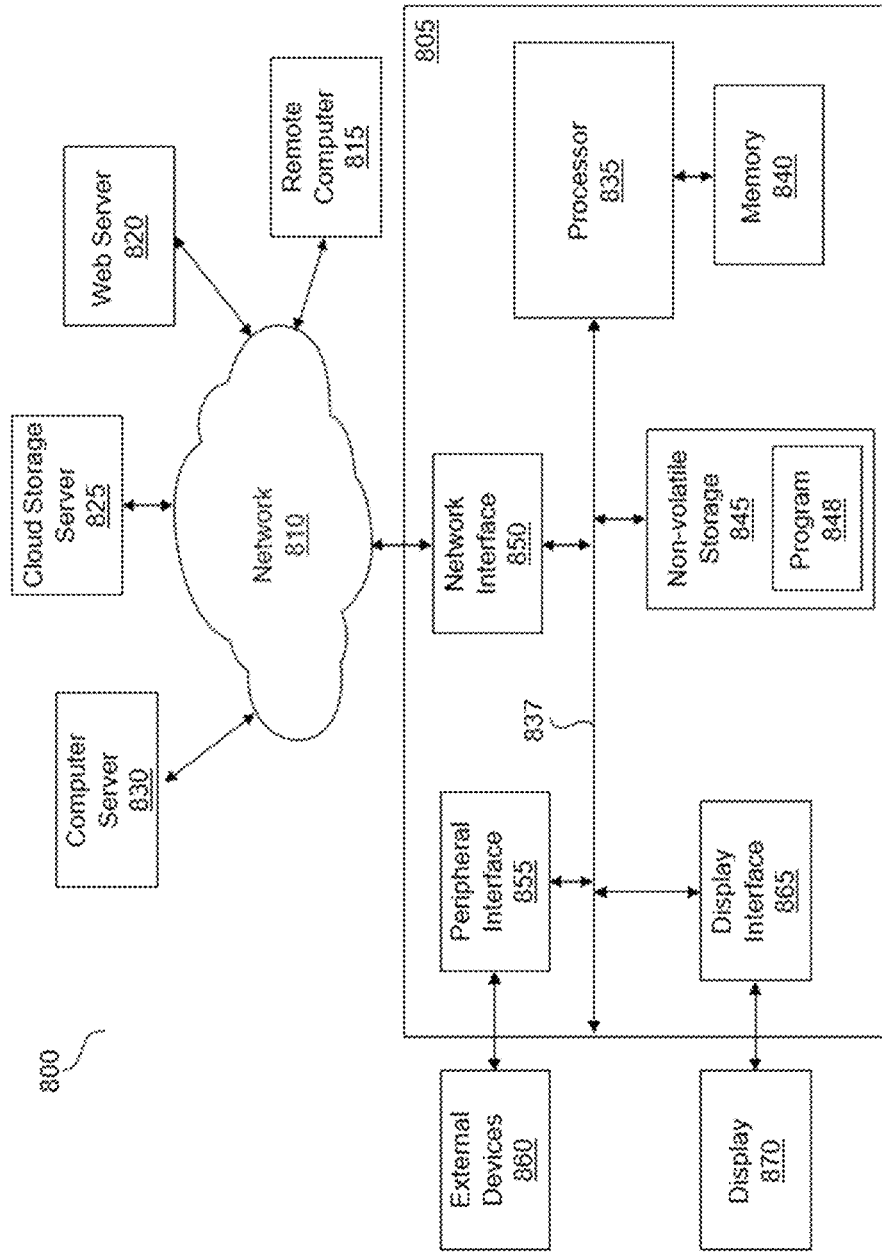 800
Computer
Server
830
Cloud Storage
Server
825
Web Server
820
Remote
Computer
815
Network
810
805
External
Devices
860
Peripheral
Interface
855
Network
Interface
850
Processor
835
837
Display
870
Display
Interface
865
Non-volatile
Storage
845
Program
848
Memory
840